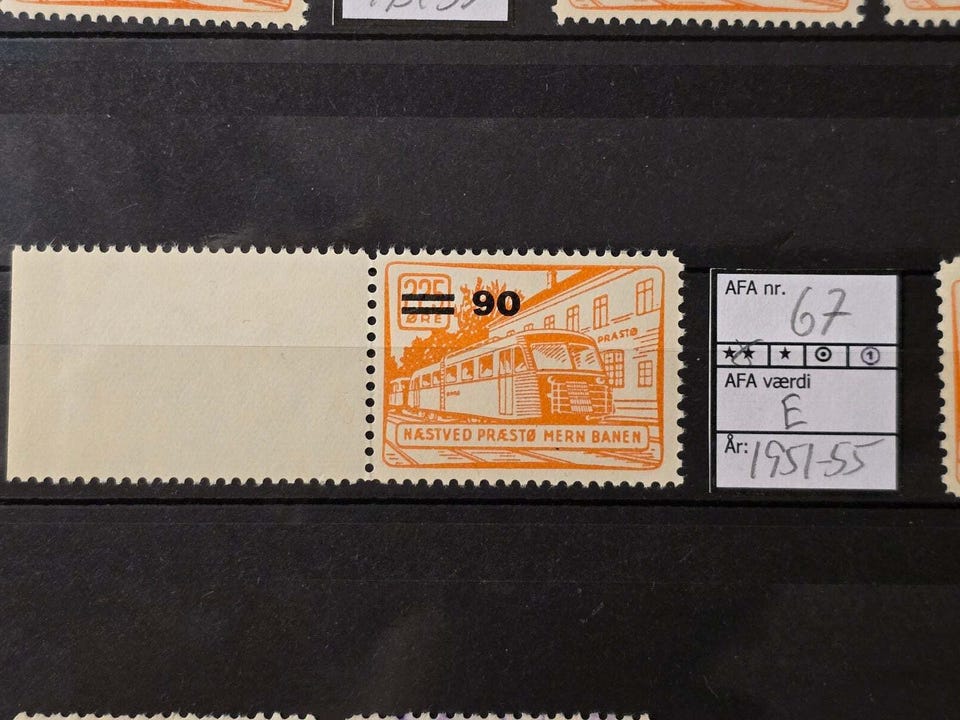 225 90
ØRE
PRÆSTØ
NÆSTVED PRÆSTØ MERN BANEN
AFA nr. 67
AFA værdi
E
År: 1951-55